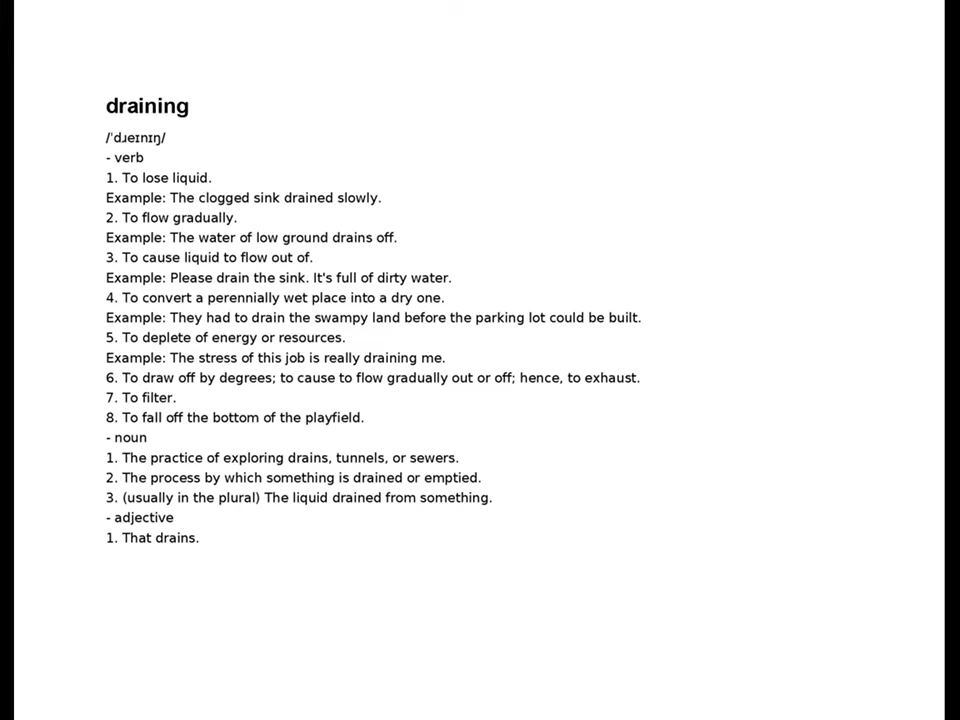 draining
/ˈdɹeɪnɪŋ/
- verb
1. To lose liquid.
Example: The clogged sink drained slowly.
2. To flow gradually.
Example: The water of low ground drains off.
3. To cause liquid to flow out of.
Example: Please drain the sink. It's full of dirty water.
4. To convert a perennially wet place into a dry one.
Example: They had to drain the swampy land before the parking lot could be built.
5. To deplete of energy or resources.
Example: The stress of this job is really draining me.
6. To draw off by degrees; to cause to flow gradually out or off; hence, to exhaust.
7. To filter.
8. To fall off the bottom of the playfield.
- noun
1. The practice of exploring drains, tunnels, or sewers.
2. The process by which something is drained or emptied.
3. (usually in the plural) The liquid drained from something.
- adjective
1. That drains.